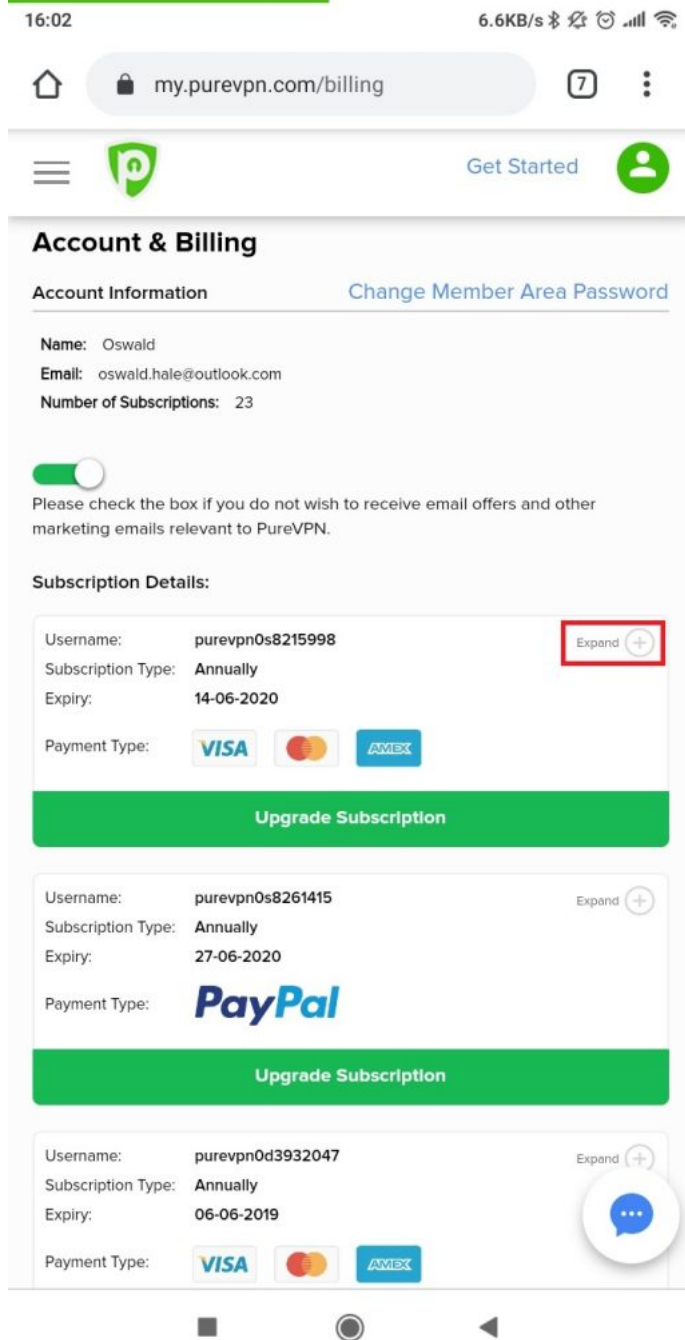 16:02 6.6KB/s
my.purevpn.com/billing 7
Get Started
Account & Billing
Account Information Change Member Area Password
Name: Oswald
Email: oswald.hale@outlook.com
Number of Subscriptions: 23
Please check the box if you do not wish to receive email offers and other
marketing emails relevant to PureVPN.
Subscription Details:
Username: purevpn0s8215998 Expand
Subscription Type: Annually
Expiry: 14-06-2020
Payment Type: VISA AMEX
Upgrade Subscription
Username: purevpn0s8261415 Expand
Subscription Type: Annually
Expiry: 27-06-2020
Payment Type: PayPal
Upgrade Subscription
Username: purevpn0d3932047 Expand
Subscription Type: Annually
Expiry: 06-06-2019
Payment Type: VISA AMEX